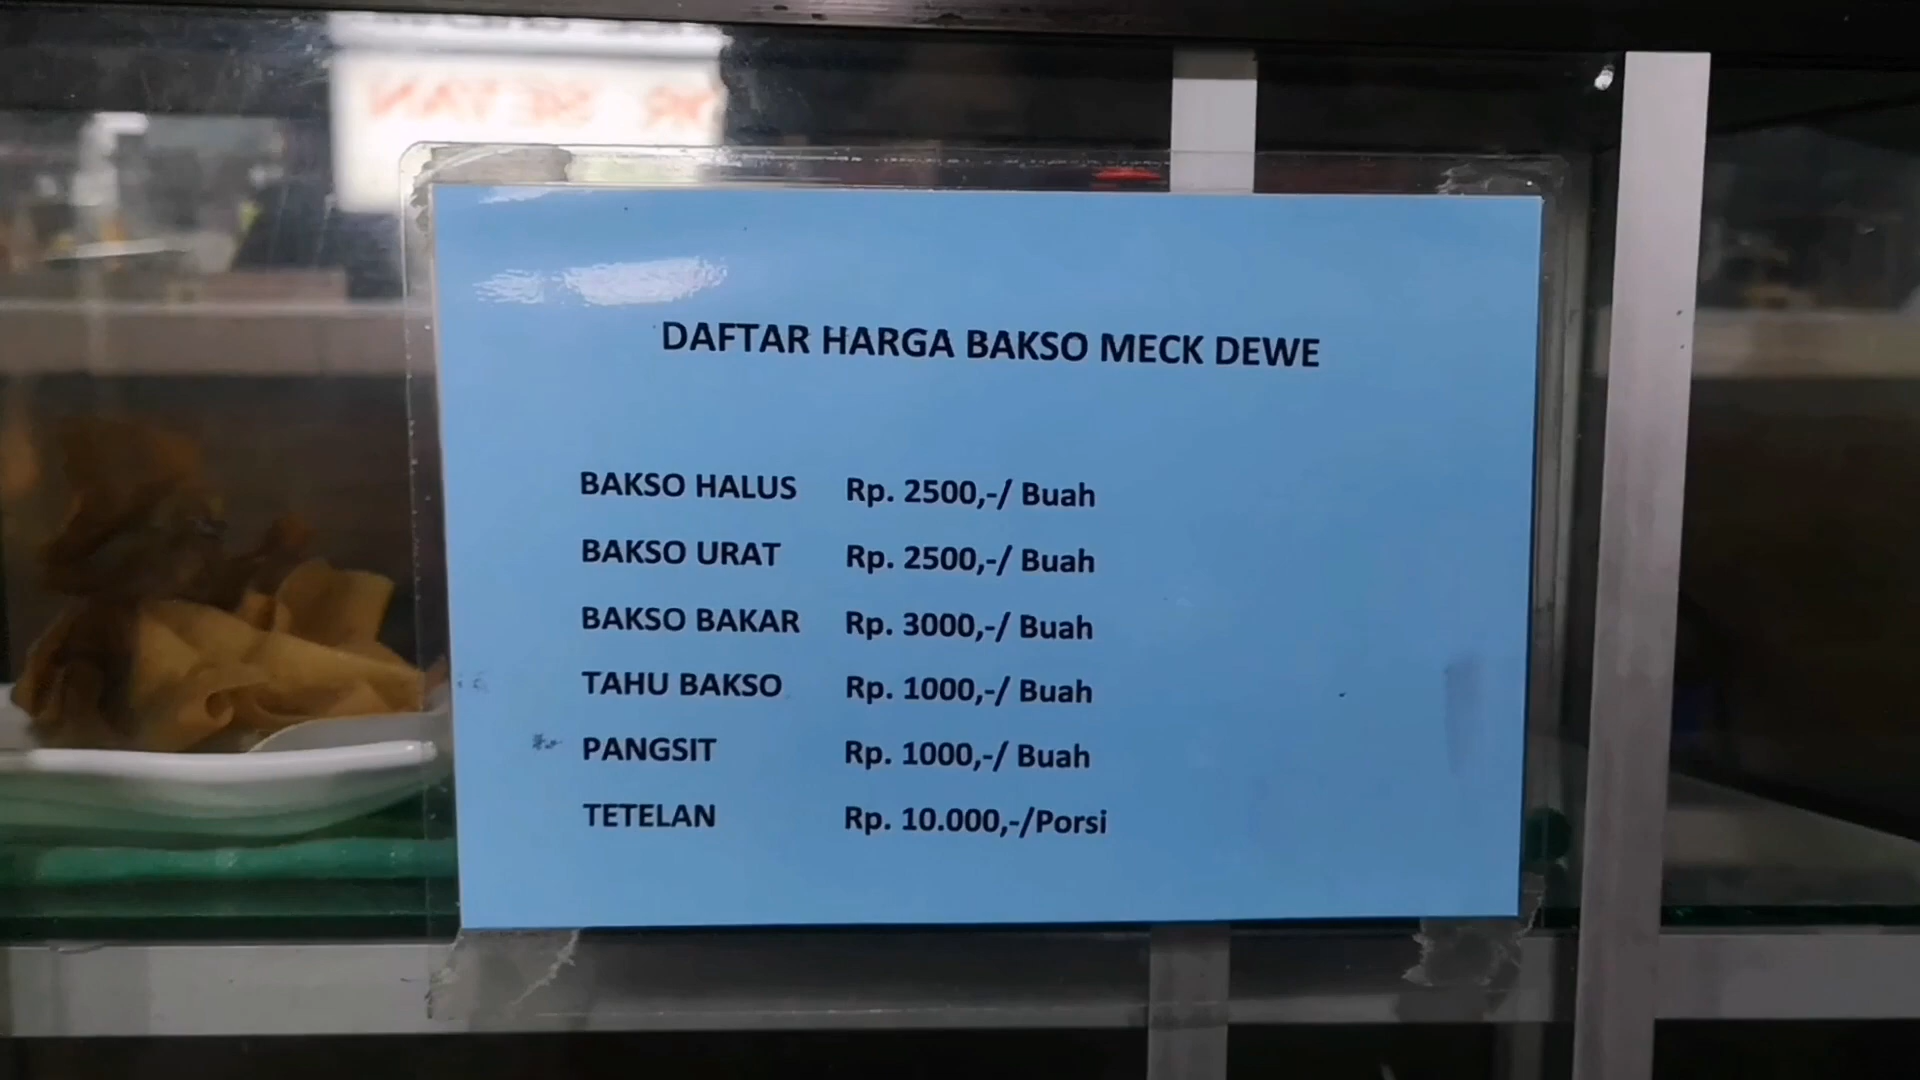 DAFTAR HARGA BAKSO MECK DEWE
BAKSO HALUS Rp. 2500,-/ Buah
BAKSO URAT Rp. 2500,-/ Buah
BAKSO BAKAR Rp. 3000,-/ Buah
TAHU BAKSO Rp. 1000,-/ Buah
PANGSIT Rp. 1000,-/ Buah
TETELAN Rp. 10.000,-/Porsi